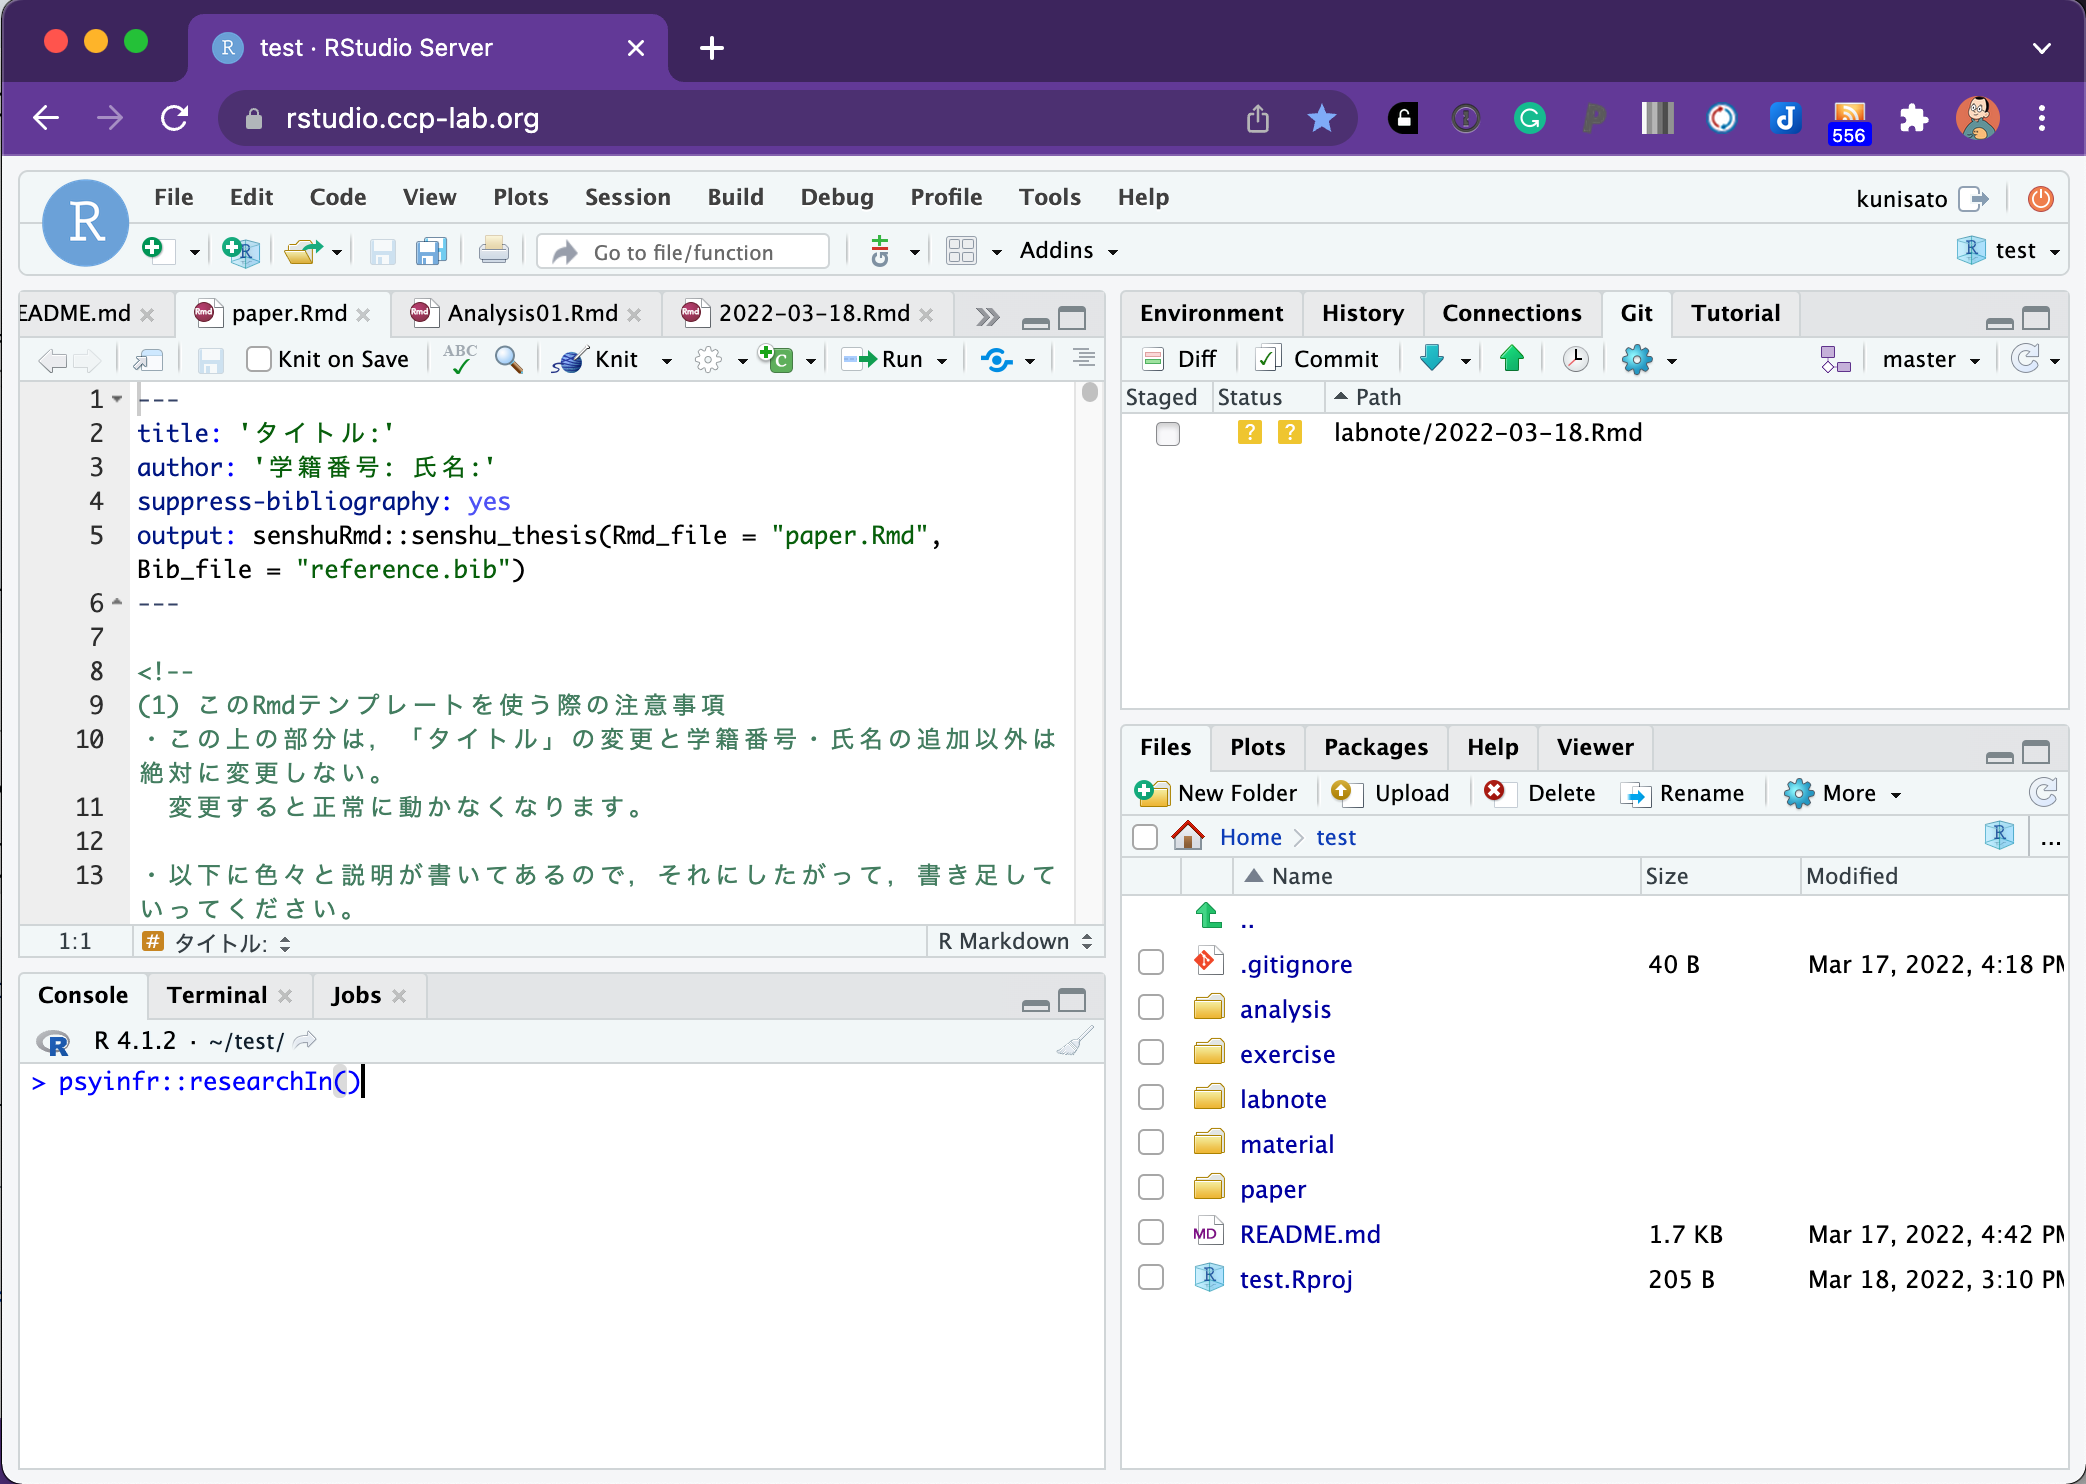 test · RStudio Server
rstudio.ccp-lab.org
556
R
File Edit Code View Plots Session Build Debug Profile Tools Help
kunisato
Go to file/function
Addins
test
EADME.md
paper.Rmd
Analysis01.Rmd
2022-03-18.Rmd
Knit on Save
ABC
Knit
Run
1 ---
2 title: 'タイトル:'
3 author: '学籍番号: 氏名:'
4 suppress-bibliography: yes
5 output: senshuRmd::senshu_thesis(Rmd_file = "paper.Rmd",
Bib_file = "reference.bib")
6 ---
7
8 <!--
9 (1) このRmdテンプレートを使う際の注意事項
10 ・この上の部分は，「タイトル」の変更と学籍番号・氏名の追加以外は
絶対に変更しない。
11 変更すると正常に動かなくなります。
12
13 ・以下に色々と説明が書いてあるので，それにしたがって，書き足して
いってください。
1:1
# タイトル:
R Markdown
Console Terminal Jobs
R 4.1.2 · ~/test/
> psyinfr::researchIn()
Environment History Connections Git Tutorial
Diff Commit master
Staged Status Path
? ? labnote/2022-03-18.Rmd
Files Plots Packages Help Viewer
New Folder Upload Delete Rename More
Home test ...
Name Size Modified
..
.gitignore 40 B Mar 17, 2022, 4:18 PM
analysis
exercise
labnote
material
paper
README.md 1.7 KB Mar 17, 2022, 4:42 PM
test.Rproj 205 B Mar 18, 2022, 3:10 PM